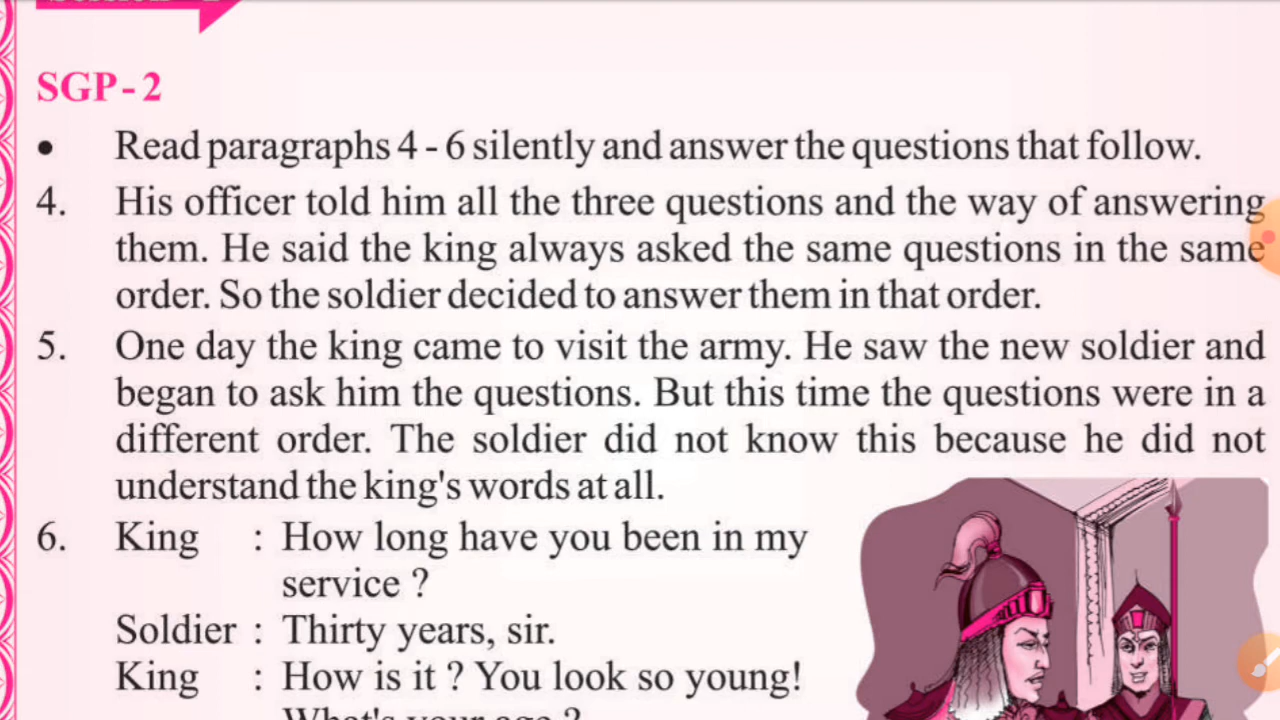 SGP - 2
• Read paragraphs 4 - 6 silently and answer the questions that follow.
4. His officer told him all the three questions and the way of answering
them. He said the king always asked the same questions in the same
order. So the soldier decided to answer them in that order.
5. One day the king came to visit the army. He saw the new soldier and
began to ask him the questions. But this time the questions were in a
different order. The soldier did not know this because he did not
understand the king's words at all.
6. King : How long have you been in my
service ?
Soldier : Thirty years, sir.
King : How is it ? You look so young!
What's your age ?